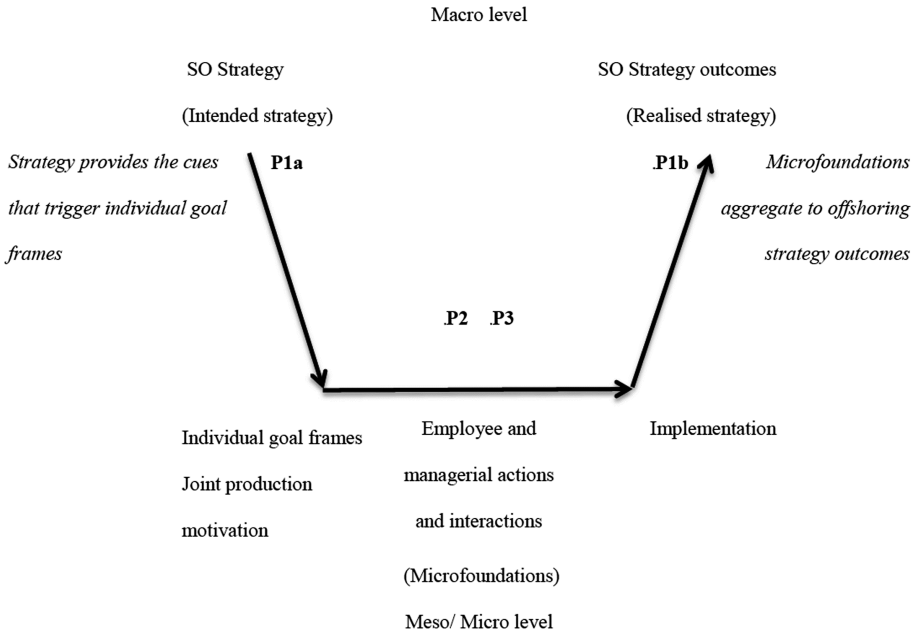 Macro level
SO Strategy
(Intended strategy)
SO Strategy outcomes
(Realised strategy)
Strategy provides the cues
that trigger individual goal
frames
P1a
.P1b
Microfoundations
aggregate to offshoring
strategy outcomes
.P2 .P3
Individual goal frames
Joint production
motivation
Employee and
managerial actions
and interactions
(Microfoundations)
Meso/ Micro level
Implementation